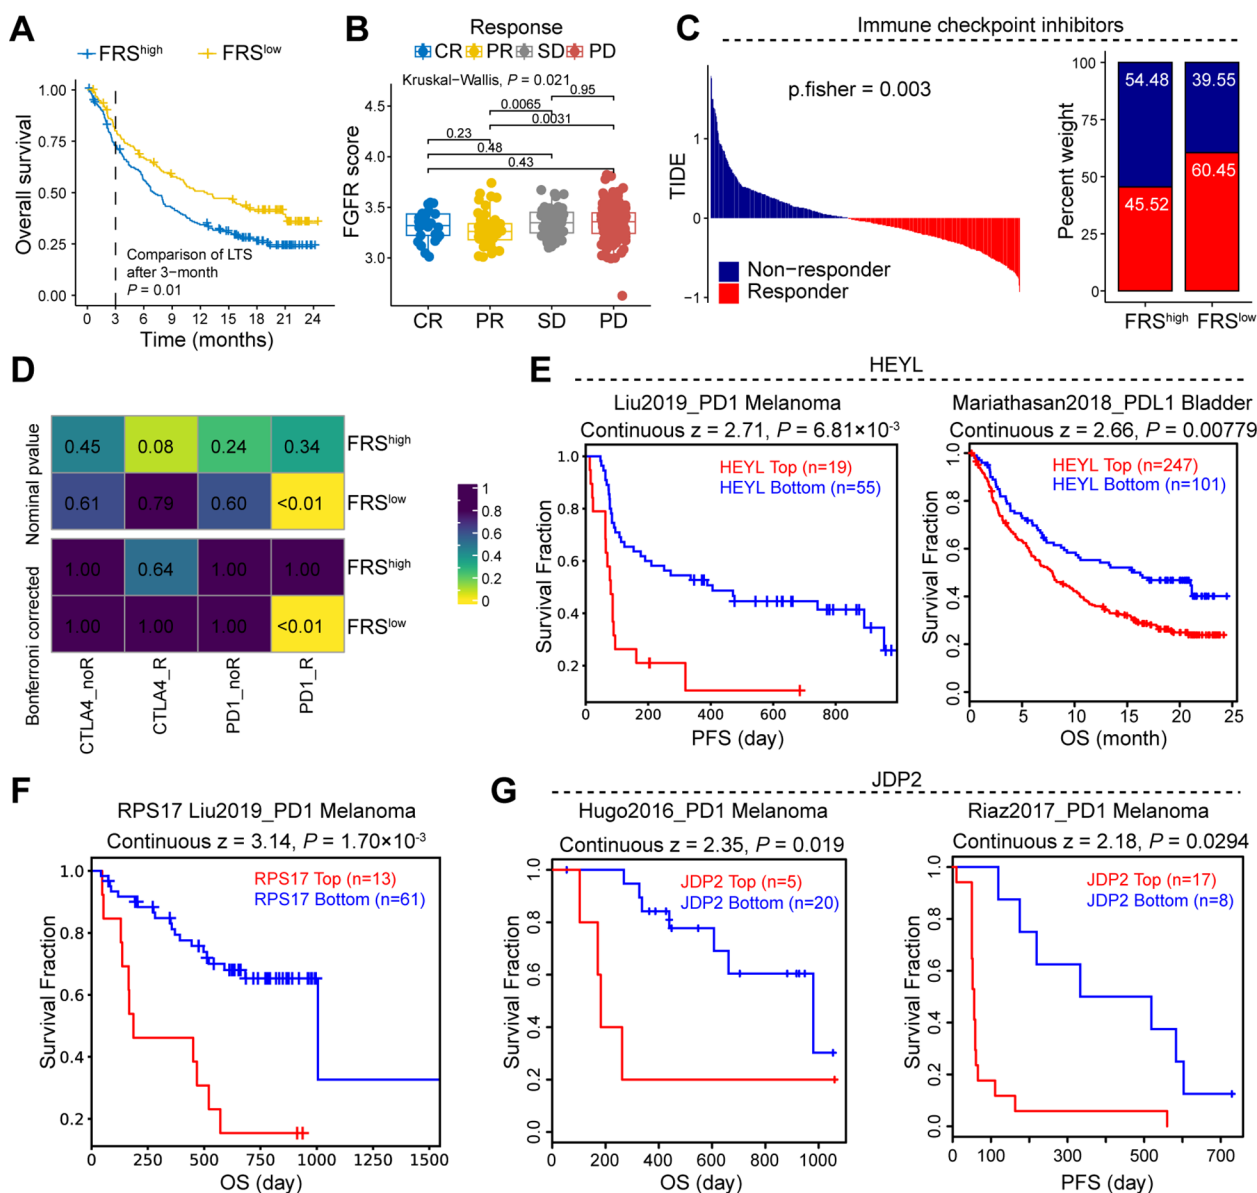 A
FRShigh
FRSlow
Overall survival
1.00
0.75
0.50
0.25
0.00
Comparison of LTS
after 3-month
P = 0.01
0 3 6 9 12 15 18 21 24
Time (months)
B
Response
CR PR SD PD
Kruskal-Wallis, P = 0.021
0.95
0.0065
0.0031
0.23
0.48
0.43
FGFR score
4.5
4.0
3.5
3.0
CR PR SD PD
C
Immune checkpoint inhibitors
p.fisher = 0.003
TIDE
1
0
−1
Non-responder
Responder
Percent weight
100
75
50
25
0
54.48 39.55
45.52 60.45
FRShigh FRSlow
D
Nominal pvalue
0.45 0.08 0.24 0.34 FRShigh
0.61 0.79 0.60 <0.01 FRSlow
Bonferroni corrected
1.00 0.64 1.00 1.00 FRShigh
1.00 1.00 1.00 <0.01 FRSlow
CTLA4_noR
CTLA4_R
PD1_noR
PD1_R
1
0.8
0.6
0.4
0.2
0
E
HEYL
Liu2019_PD1 Melanoma
Continuous z = 2.71, P = 6.81×10-3
HEYL Top (n=19)
HEYL Bottom (n=55)
Survival Fraction
1.0
0.8
0.6
0.4
0.2
0 200 400 600 800
PFS (day)
Mariathasan2018_PDL1 Bladder
Continuous z = 2.66, P = 0.00779
HEYL Top (n=247)
HEYL Bottom (n=101)
Survival Fraction
1.0
0.8
0.6
0.4
0.2
0.0
0 5 10 15 20 25
OS (month)
F
RPS17 Liu2019_PD1 Melanoma
Continuous z = 3.14, P = 1.70×10-3
RPS17 Top (n=13)
RPS17 Bottom (n=61)
Survival Fraction
1.0
0.8
0.6
0.4
0.2
0 500 1000 1500
OS (day)
G
JDP2
Hugo2016_PD1 Melanoma
Continuous z = 2.35, P = 0.019
JDP2 Top (n=5)
JDP2 Bottom (n=20)
Survival Fraction
1.0
0.8
0.6
0.4
0.2
0.0
0 200 400 600 800 1000
OS (day)
Riaz2017_PD1 Melanoma
Continuous z = 2.18, P = 0.0294
JDP2 Top (n=17)
JDP2 Bottom (n=8)
Survival Fraction
1.0
0.8
0.6
0.4
0.2
0.0
0 100 300 500 700
PFS (day)